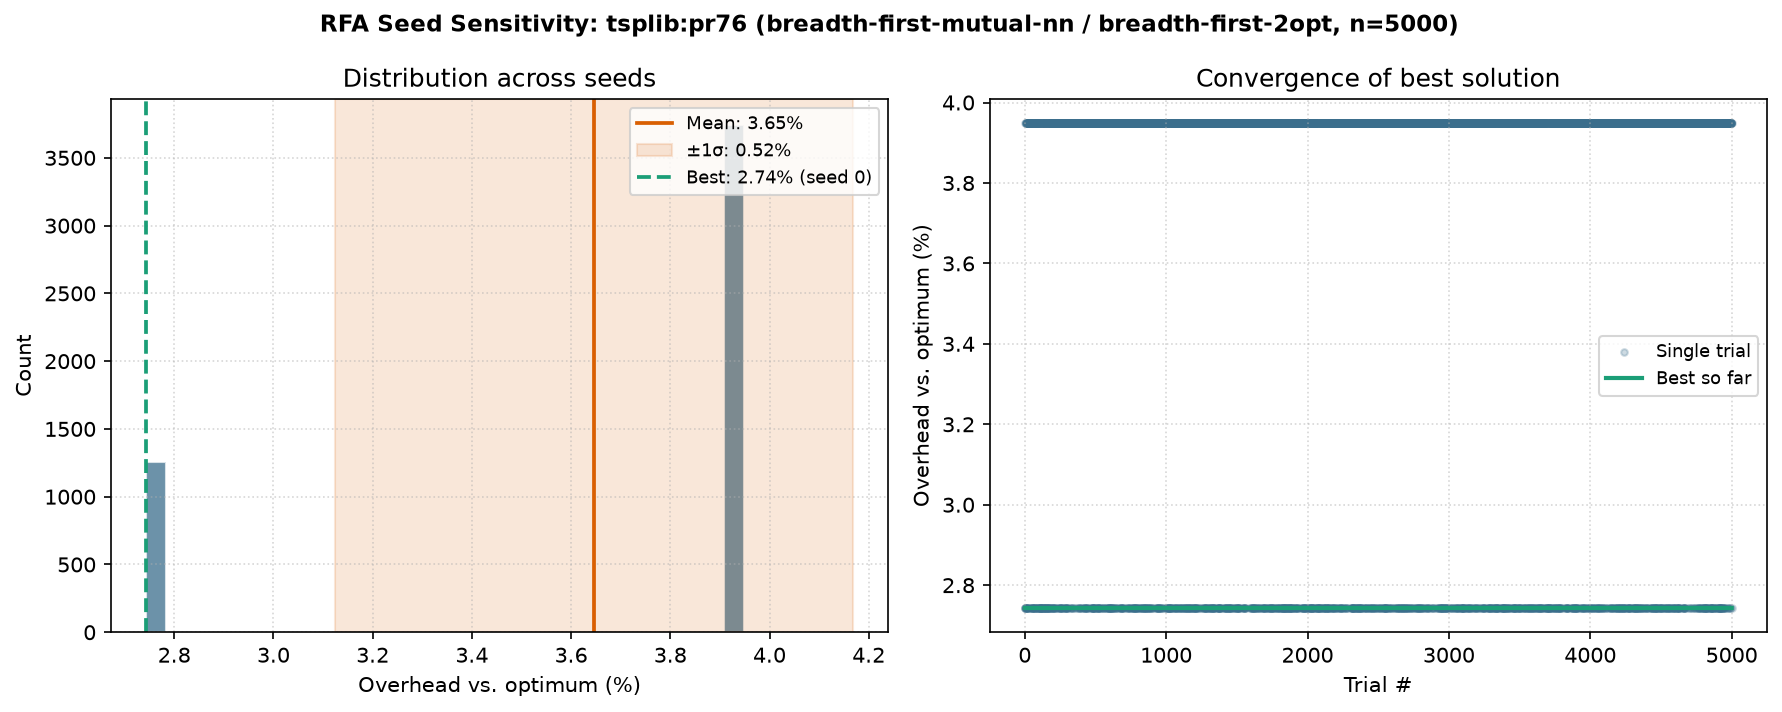 RFA Seed Sensitivity: tsplib:pr76 (breadth-first-mutual-nn / breadth-first-2opt, n=5000)
Distribution across seeds
Count
3500
3000
2500
2000
1500
1000
500
0
2.8 3.0 3.2 3.4 3.6 3.8 4.0 4.2
Overhead vs. optimum (%)
Mean: 3.65%
±1σ: 0.52%
Best: 2.74% (seed 0)
Convergence of best solution
Overhead vs. optimum (%)
4.0
3.8
3.6
3.4
3.2
3.0
2.8
0 1000 2000 3000 4000 5000
Trial #
Single trial
Best so far